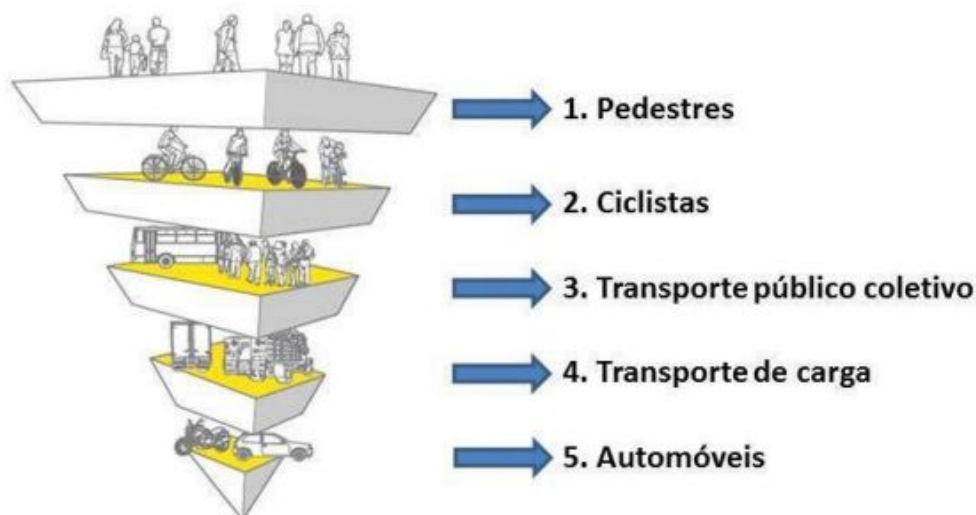 1. Pedestres
2. Ciclistas
3. Transporte público coletivo
4. Transporte de carga
5. Automóveis